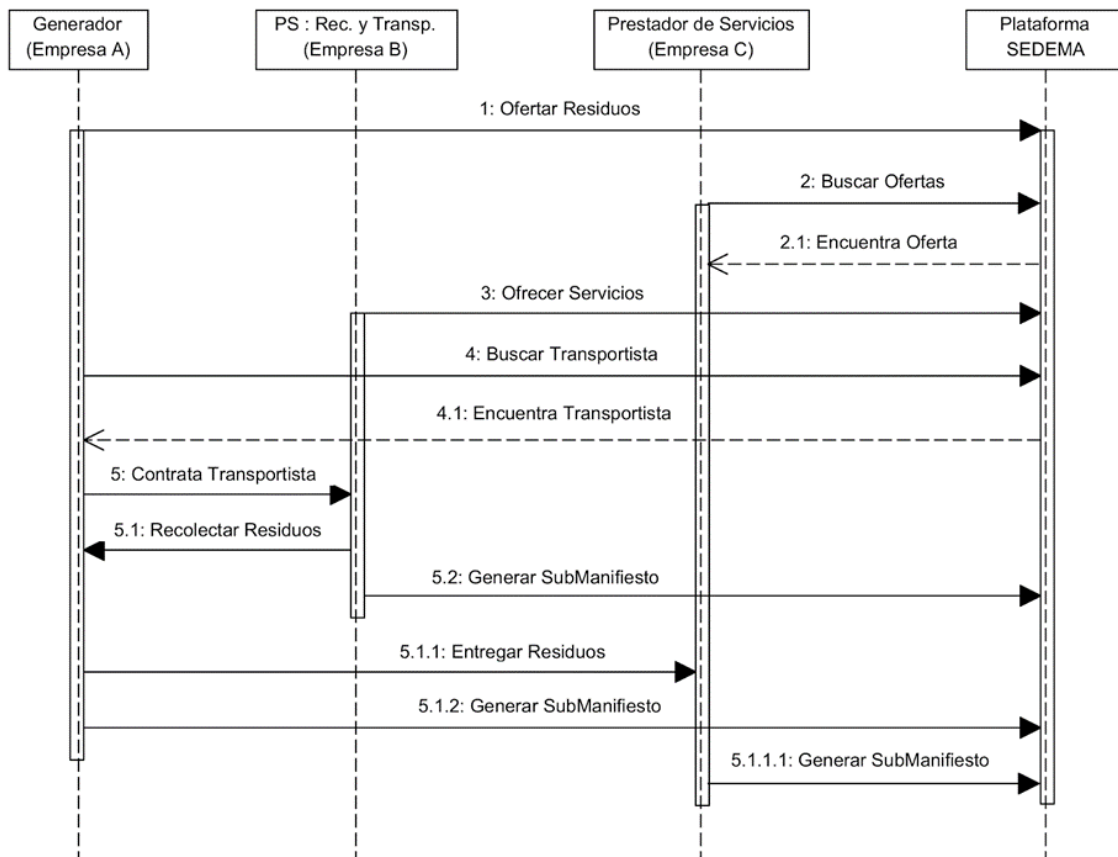 Generador
(Empresa A)
PS : Rec. y Transp.
(Empresa B)
Prestador de Servicios
(Empresa C)
Plataforma
SEDEMA
1: Ofertar Residuos
2: Buscar Ofertas
2.1: Encuentra Oferta
3: Ofrecer Servicios
4: Buscar Transportista
4.1: Encuentra Transportista
5: Contrata Transportista
5.1: Recolectar Residuos
5.2: Generar SubManifiesto
5.1.1: Entregar Residuos
5.1.2: Generar SubManifiesto
5.1.1.1: Generar SubManifiesto